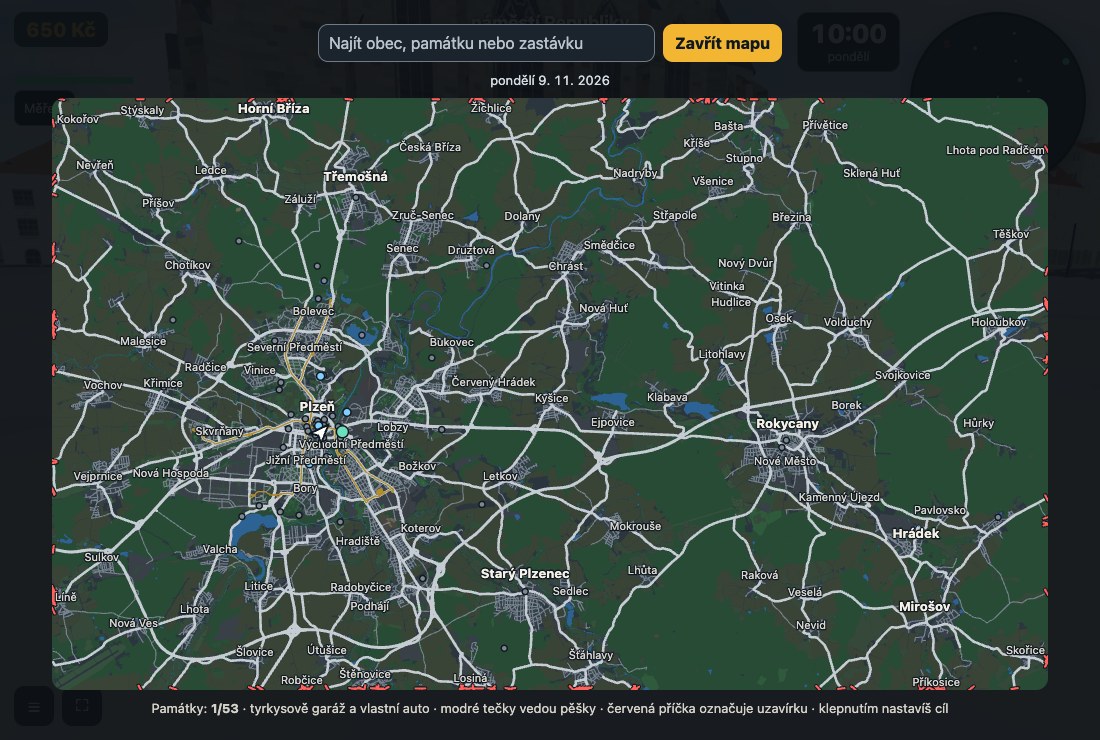 650 Kč
náměstí Republiky
Najít obec, památku nebo zastávku
Zavřít mapu
10:00
pondělí
pondělí 9. 11. 2026
Kokořov
Stýskaly
Horní Bříza
Žichlice
Bašta
Přívětice
Nevřeň
Ledce
Česká Bříza
Kříše
Stupno
Lhota pod Radčem
Třemošná
Nadryby
Všenice
Sklená Huť
Příšov
Záluží
Zruč-Senec
Dolany
Střapole
Březina
Senec
Druztová
Smědčice
Těškov
Chotíkov
Chrást
Nový Dvůr
Vitinka
Hudlice
Bolevec
Nová Huť
Osek
Volduchy
Holoubkov
Malesice
Severní Předměstí
Bukovec
Litohlavy
Radčice
Vinice
Vochov
Křimice
Červený Hrádek
Svojkovice
Kyšice
Klabava
Borek
Plzeň
Ejpovice
Rokycany
Hůrky
Skvrňany
Lobzy
Východní Předměstí
Jižní Předměstí
Božkov
Nové Město
Vejprnice
Nová Hospoda
Letkov
Bory
Kamenný Újezd
Pavlovsko
Koterov
Mokrouše
Hrádek
Hradiště
Valcha
Sulkov
Starý Plzenec
Lhůta
Raková
Líně
Litice
Radobyčice
Sedlec
Veselá
Lhota
Podhájí
Mirošov
Nová Ves
Nevid
Šlovice
Útušice
Šťáhlavy
Skořice
Robčice
Štěnovice
Losiná
Příkosice
Památky: 1/53 · tyrkysově garáž a vlastní auto · modré tečky vedou pěšky · červená příčka označuje uzavírku · klepnutím nastavíš cíl